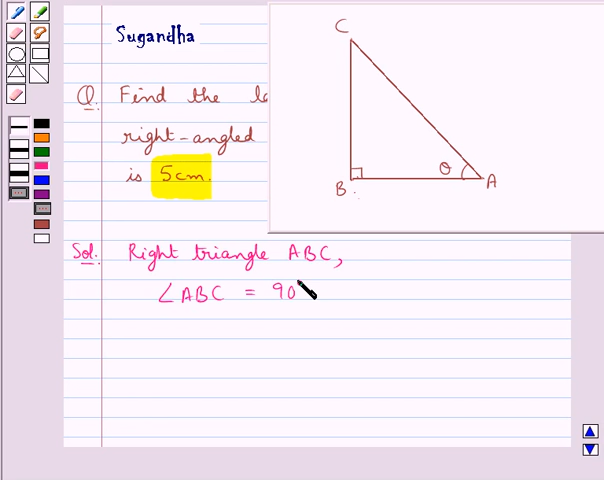 Sugandha
Q. Find the
right-angled
is 5cm.
C
B
θ
A
Sol. Right triangle ABC,
∠ABC = 90